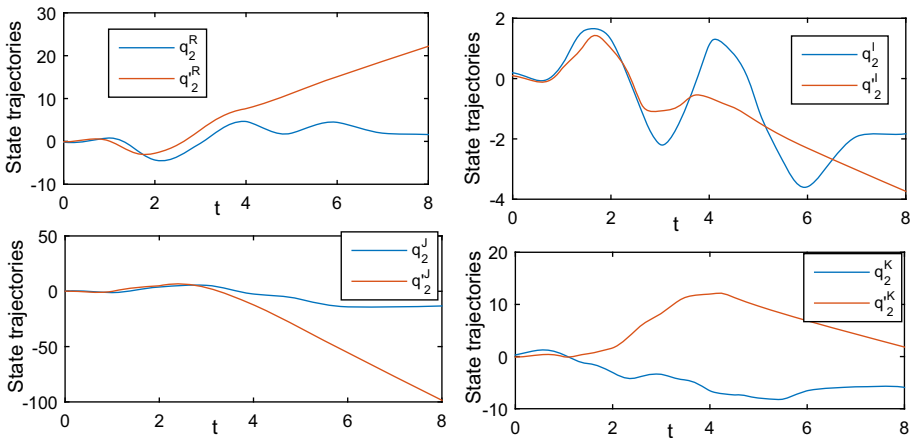 State trajectories
30
20
10
0
-10
0 2 4 6 8
t
q₂ᴿ
q'₂ᴿ
State trajectories
2
0
-2
-4
0 2 4 6 8
t
q₂ᴵ
q'₂ᴵ
State trajectories
50
0
-50
-100
0 2 4 6 8
t
q₂ᴶ
q'₂ᴶ
State trajectories
20
10
0
-10
0 2 4 6 8
t
q₂ᴷ
q'₂ᴷ